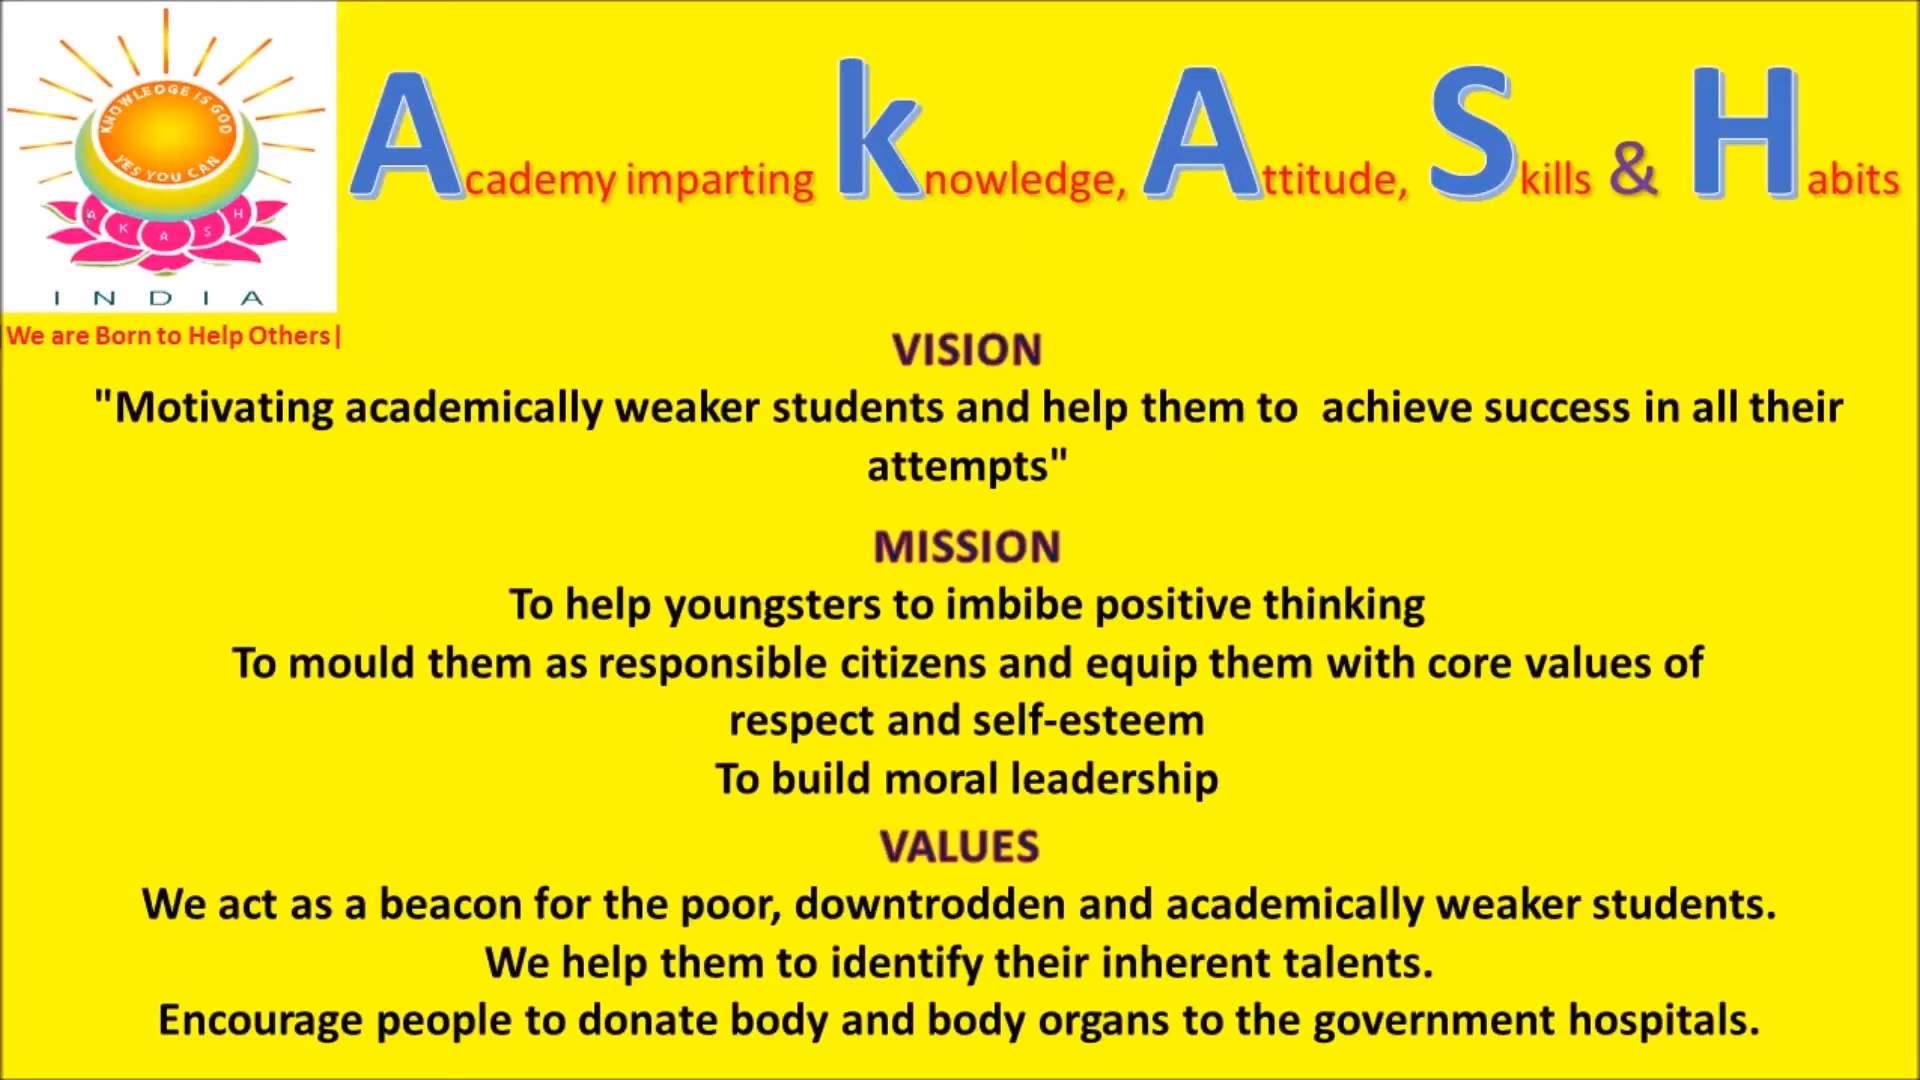 KNOWLEDGE IS GOD
YES YOU CAN
A K A S H
I N D I A
|We are Born to Help Others|
Academy imparting knowledge, Attitude, Skills & Habits
VISION
"Motivating academically weaker students and help them to achieve success in all their
attempts"
MISSION
To help youngsters to imbibe positive thinking
To mould them as responsible citizens and equip them with core values of
respect and self-esteem
To build moral leadership
VALUES
We act as a beacon for the poor, downtrodden and academically weaker students.
We help them to identify their inherent talents.
Encourage people to donate body and body organs to the government hospitals.